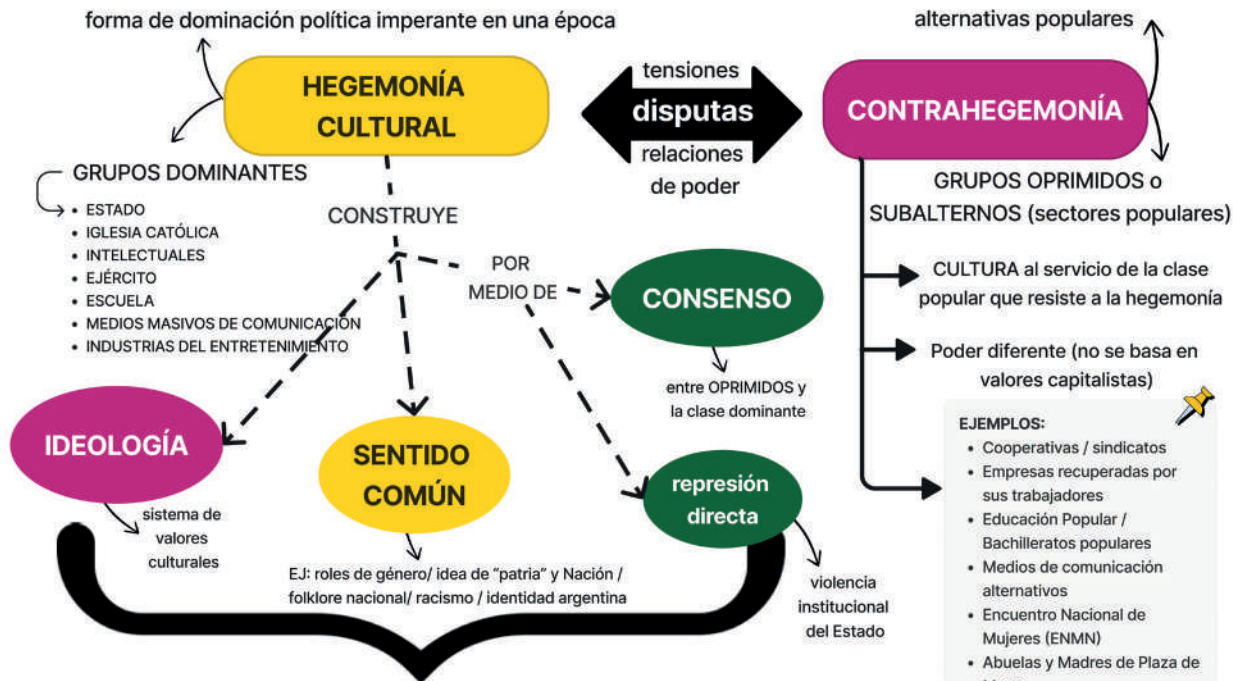 forma de dominación política imperante en una época
HEGEMONÍA
CULTURAL
GRUPOS DOMINANTES
• ESTADO
• IGLESIA CATÓLICA
• INTELECTUALES
• EJÉRCITO
• ESCUELA
• MEDIOS MASIVOS DE COMUNICACIÓN
• INDUSTRIAS DEL ENTRETENIMIENTO
CONSTRUYE
POR
MEDIO DE
IDEOLOGÍA
sistema de
valores
culturales
SENTIDO
COMÚN
EJ: roles de género/ idea de “patria” y Nación /
folklore nacional/ racismo / identidad argentina
CONSENSO
entre OPRIMIDOS y
la clase dominante
represión
directa
violencia
institucional
del Estado
tensiones
disputas
relaciones
de poder
alternativas populares
CONTRAHEGEMONÍA
GRUPOS OPRIMIDOS o
SUBALTERNOS (sectores populares)
CULTURA al servicio de la clase
popular que resiste a la hegemonía
Poder diferente (no se basa en
valores capitalistas)
EJEMPLOS:
• Cooperativas / sindicatos
• Empresas recuperadas por
sus trabajadores
• Educación Popular /
Bachilleratos populares
• Medios de comunicación
alternativos
• Encuentro Nacional de
Mujeres (ENMN)
• Abuelas y Madres de Plaza de